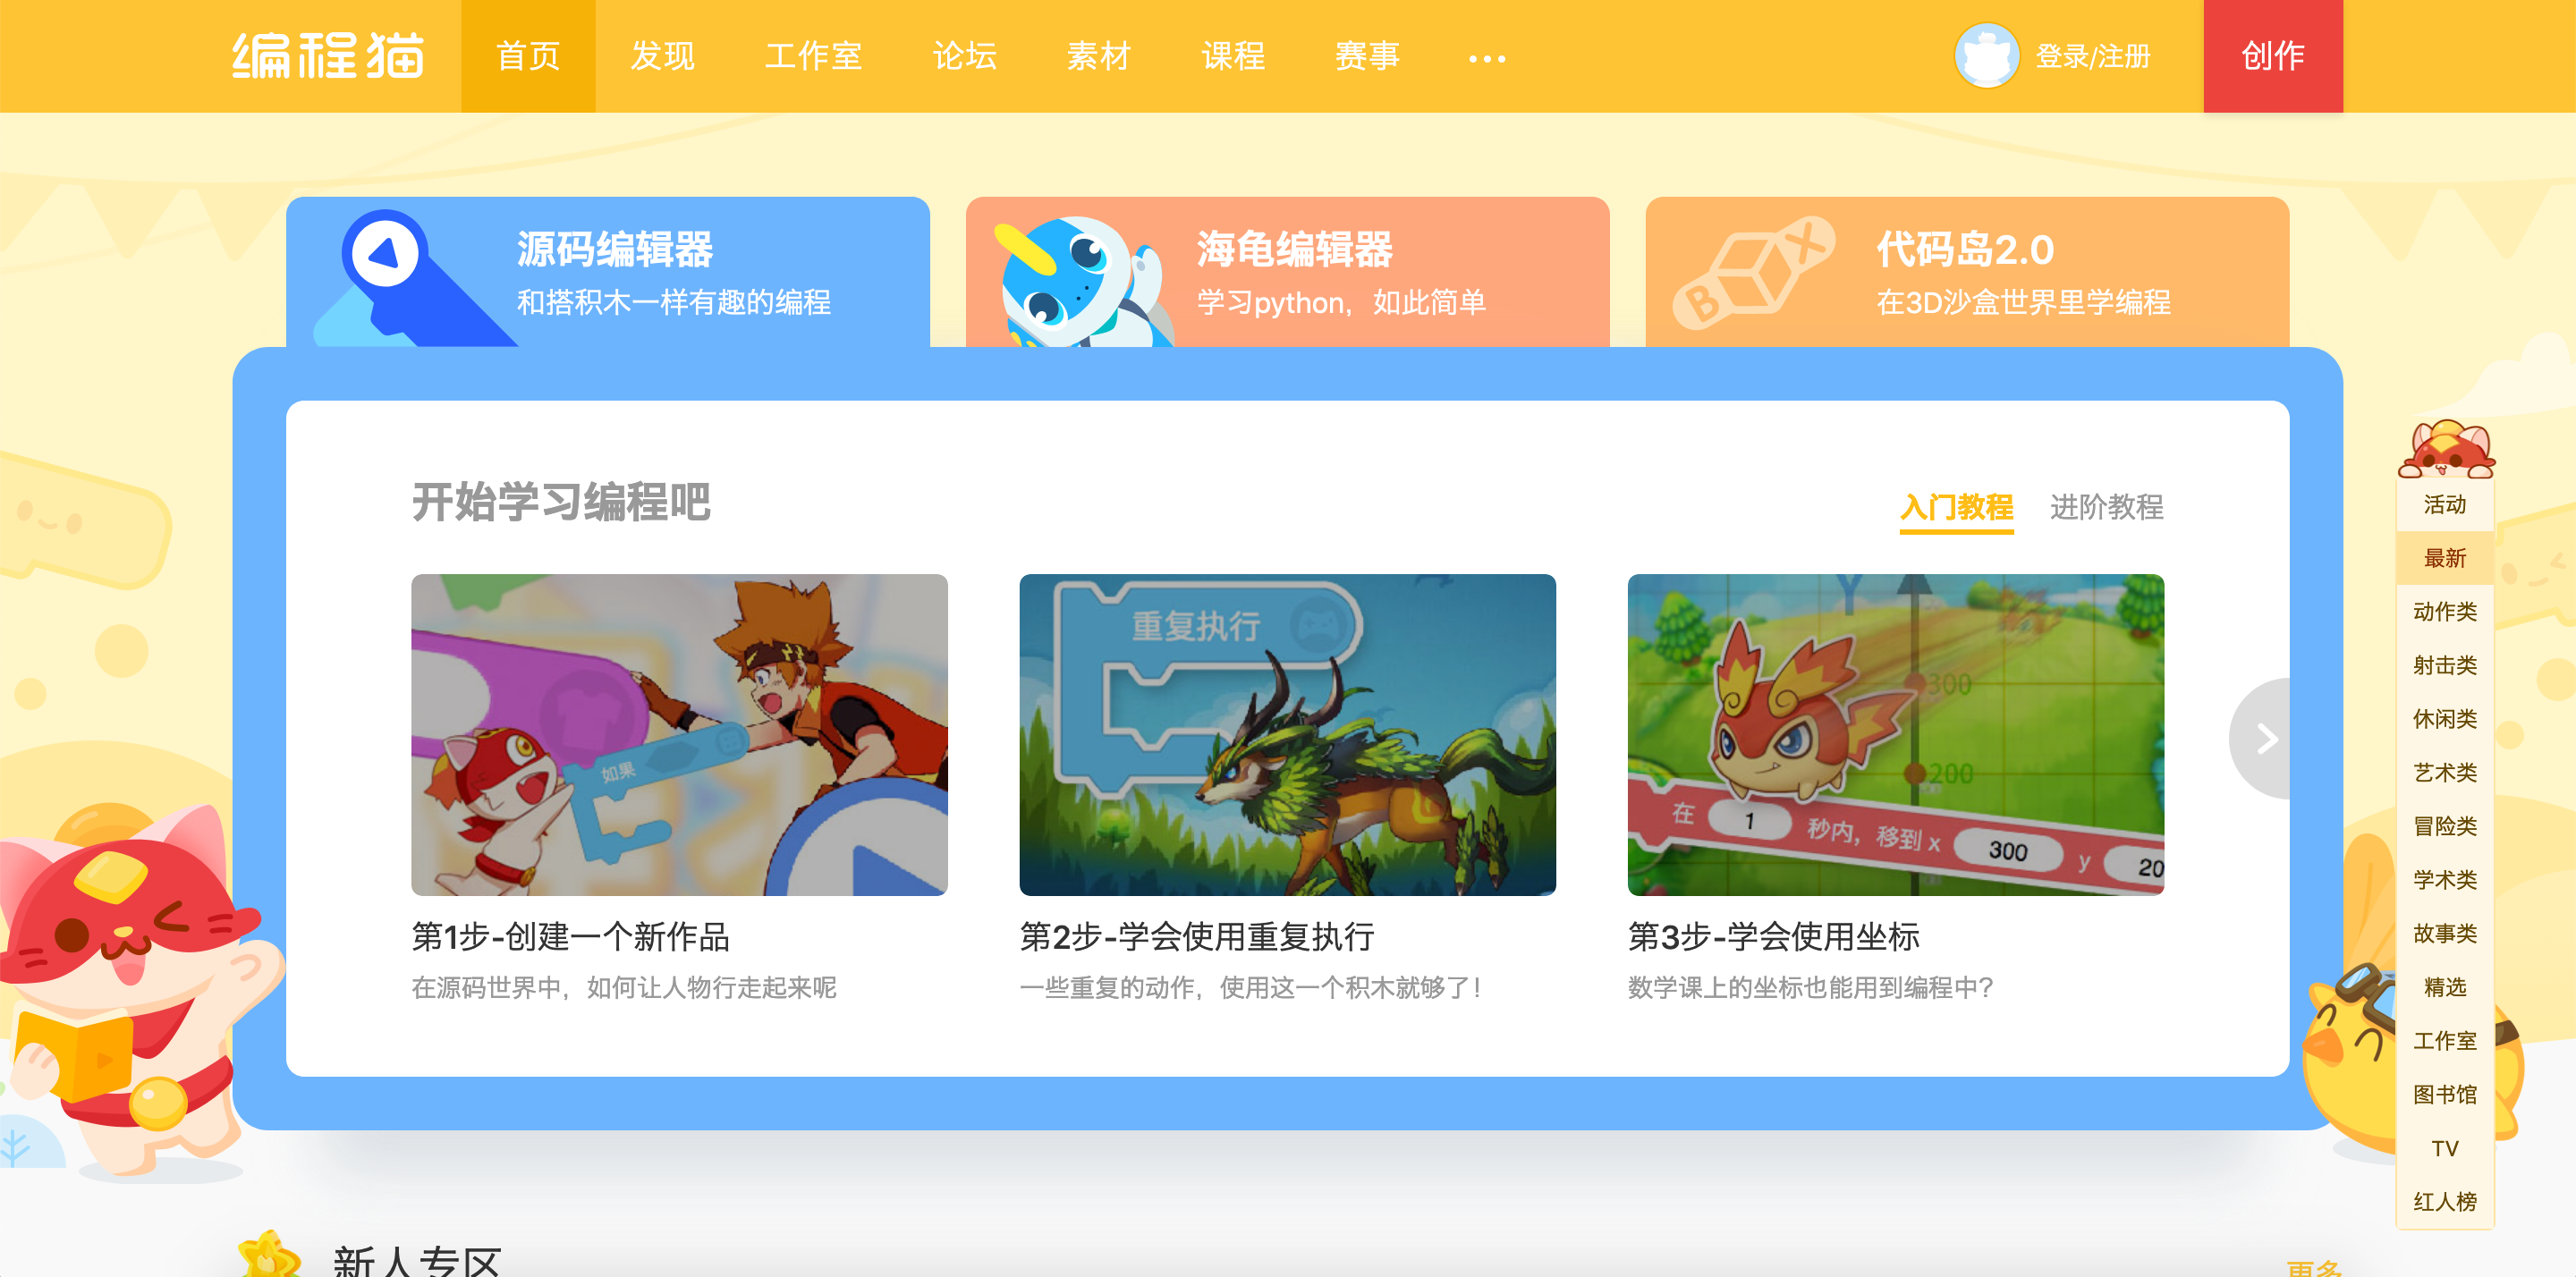 编程猫 首页 发现 工作室 论坛 素材 课程 赛事 ··· 登录/注册 创作
源码编辑器
和搭积木一样有趣的编程
海龟编辑器
学习python，如此简单
代码岛2.0
在3D沙盒世界里学编程
B
X
开始学习编程吧
入门教程 进阶教程
如果
重复执行
Y
300
200
在 1 秒内，移到 x 300 y 20
第1步-创建一个新作品
在源码世界中，如何让人物行走起来呢
第2步-学会使用重复执行
一些重复的动作，使用这一个积木就够了！
第3步-学会使用坐标
数学课上的坐标也能用到编程中？
活动
最新
动作类
射击类
休闲类
艺术类
冒险类
学术类
故事类
精选
工作室
图书馆
TV
红人榜
新人专区
更多